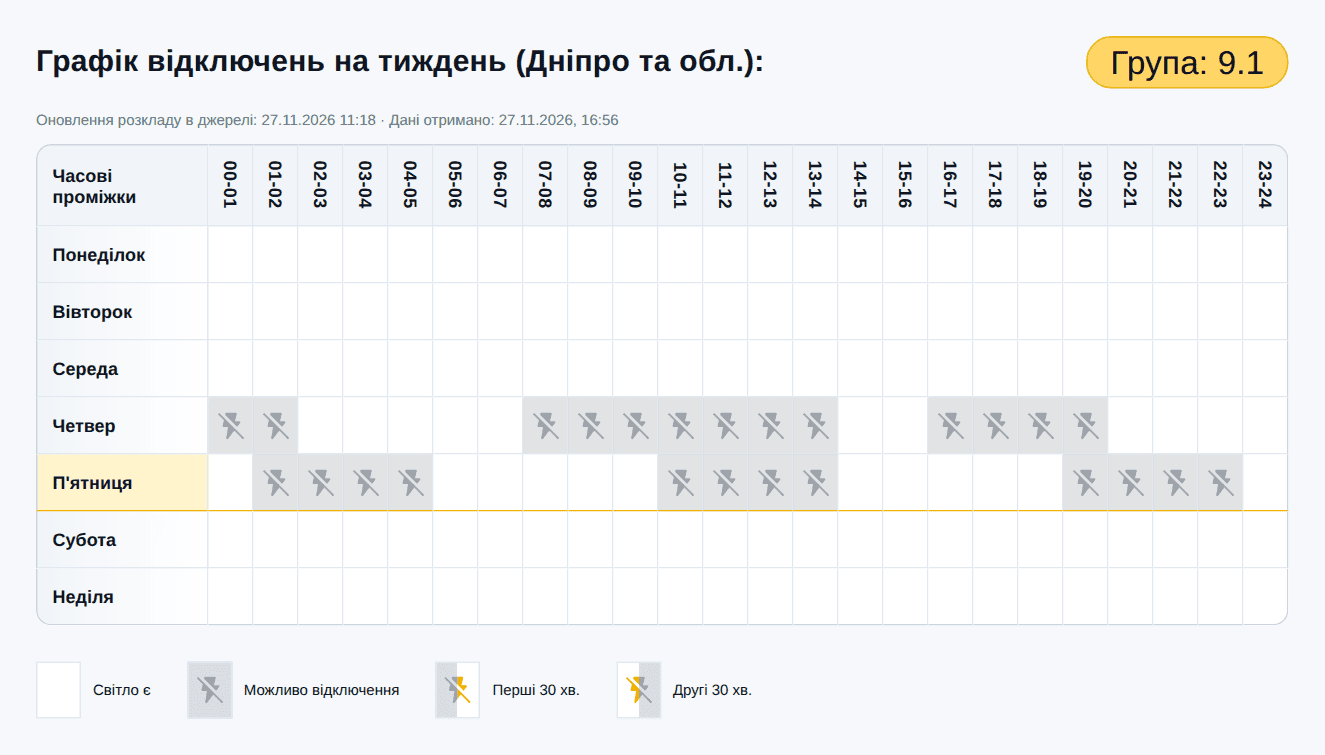 Графік відключень на тиждень (Дніпро та обл.):
Група: 9.1
Оновлення розкладу в джерелі: 27.11.2026 11:18 · Дані отримано: 27.11.2026, 16:56
Часові
проміжки
00-01 01-02 02-03 03-04 04-05 05-06 06-07 07-08 08-09 09-10 10-11 11-12 12-13 13-14 14-15 15-16 16-17 17-18 18-19 19-20 20-21 21-22 22-23 23-24
Понеділок
Вівторок
Середа
Четвер
П'ятниця
Субота
Неділя
Світло є
Можливо відключення
Перші 30 хв.
Другі 30 хв.